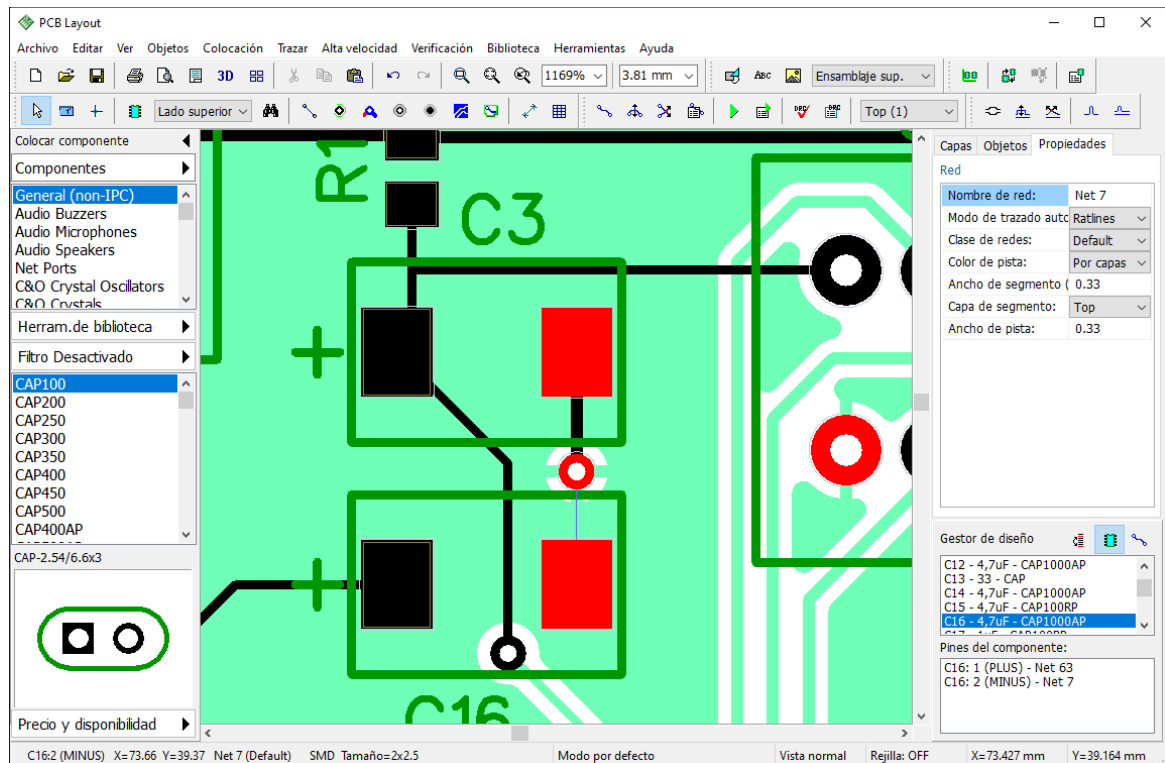 PCB Layout
Archivo Editar Ver Objetos Colocación Trazar Alta velocidad Verificación Biblioteca Herramientas Ayuda
3D 1169% 3.81 mm ABC Ensamblaje sup.
Lado superior DRC DRC Top (1)
Colocar componente
Componentes
General (non-IPC)
Audio Buzzers
Audio Microphones
Audio Speakers
Net Ports
C&O Crystal Oscillators
C&O Crystals
Herram.de biblioteca
Filtro Desactivado
CAP100
CAP200
CAP250
CAP300
CAP350
CAP400
CAP450
CAP500
CAP400AP
CAP-2.54/6.6x3
Precio y disponibilidad
R1
C3
+
+
C16
Capas Objetos Propiedades
Red
Nombre de red: Net 7
Modo de trazado auto Ratlines
Clase de redes: Default
Color de pista: Por capas
Ancho de segmento ( 0.33
Capa de segmento: Top
Ancho de pista: 0.33
Gestor de diseño
C12 - 4,7uF - CAP1000AP
C13 - 33 - CAP
C14 - 4,7uF - CAP1000AP
C15 - 4,7uF - CAP100RP
C16 - 4,7uF - CAP1000AP
C17 - 1uF - CAP100RP
Pines del componente:
C16: 1 (PLUS) - Net 63
C16: 2 (MINUS) - Net 7
C16:2 (MINUS) X=73.66 Y=39.37 Net 7 (Default) SMD Tamaño=2x2.5 Modo por defecto Vista normal Rejilla: OFF X=73.427 mm Y=39.164 mm